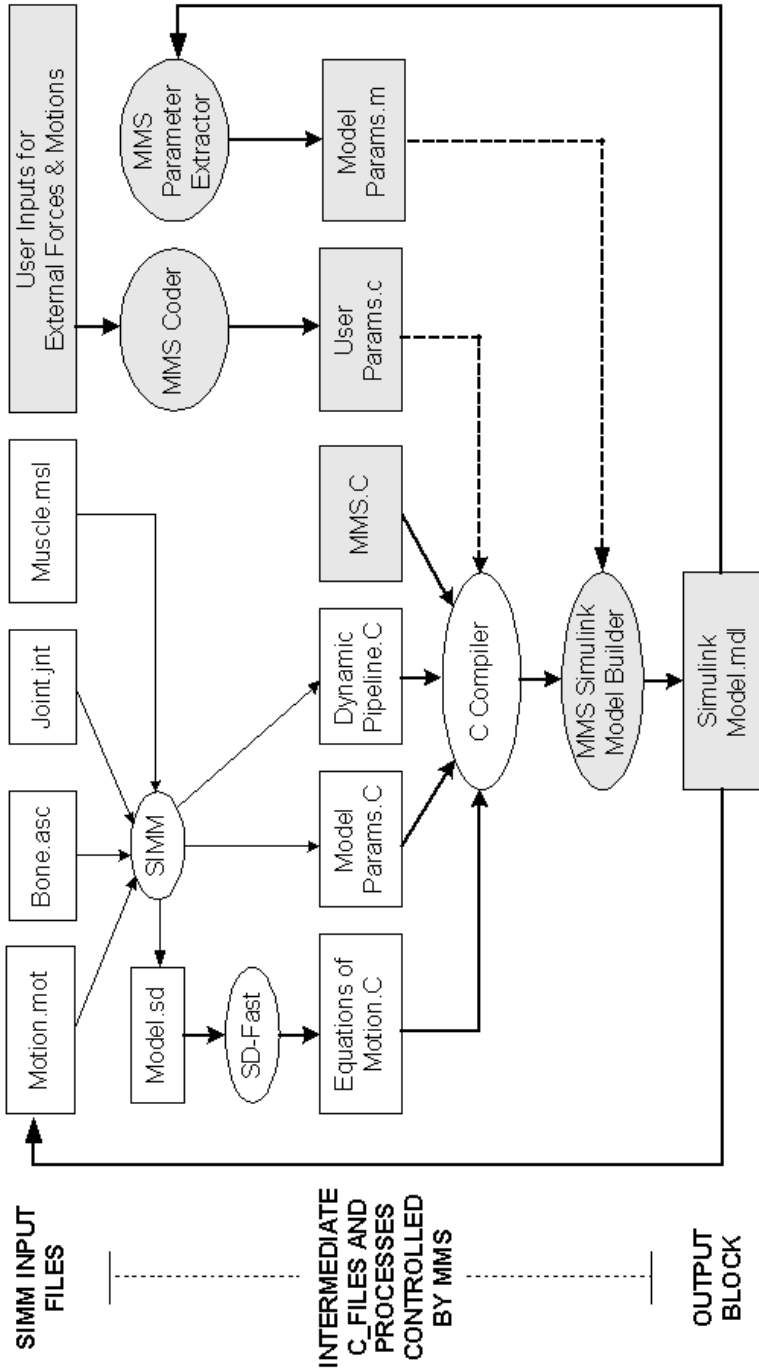 SIMM INPUT
FILES
Motion.mot
Bone.asc
Joint.jnt
Muscle.msl
User Inputs for
External Forces & Motions
INTERMEDIATE
C_FILES AND
PROCESSES
CONTROLLED
BY MMS
Model.sd
SIMM
MMS Coder
MMS
Parameter
Extractor
SD-Fast
Equations of
Motion.C
Model
Params.C
Dynamic
Pipeline.C
MMS.C
User
Params.c
Model
Params.m
C Compiler
MMS Simulink
Model Builder
OUTPUT
BLOCK
Simulink
Model.mdl